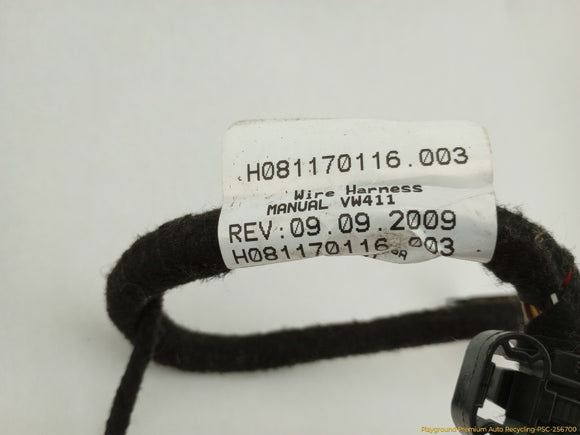 H081170116.003
Wire Harness
MANUAL VW411
REV:09.09.2009
H081170116.003
Playground Premium Auto Recycling-PSC-256700